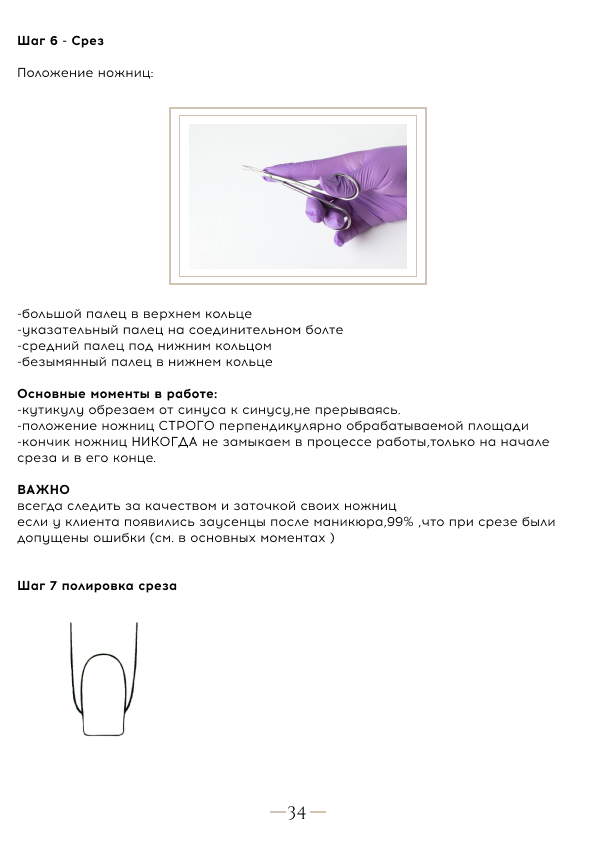 Шаг 6 - Срез
Положение ножниц:
-большой палец в верхнем кольце
-указательный палец на соединительном болте
-средний палец под нижним кольцом
-безымянный палец в нижнем кольце
Основные моменты в работе:
-кутикулу обрезаем от синуса к синусу,не прерываясь.
-положение ножниц СТРОГО перпендикулярно обрабатываемой площади
-кончик ножниц НИКОГДА не замыкаем в процессе работы,только на начале
среза и в его конце.
ВАЖНО
всегда следить за качеством и заточкой своих ножниц
если у клиента появились заусенцы после маникюра,99% ,что при срезе были
допущены ошибки (см. в основных моментах )
Шаг 7 полировка среза
—34—